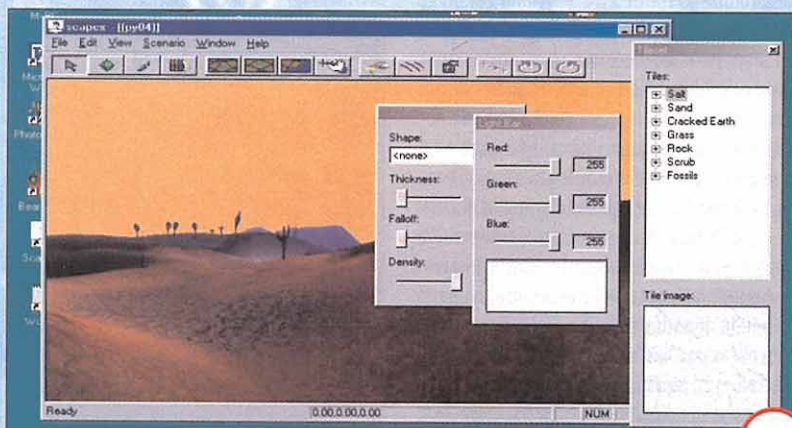 scapex - [[py04]]
File Edit View Scenario Window Help
Shape:
<none>
Thickness:
Falloff:
Density:
Red:
255
Green:
255
Blue:
255
Tiles:
Salt
Sand
Cracked Earth
Grass
Rock
Scrub
Fossils
Tile image:
Ready
0.00,0.00,0.00
NUM